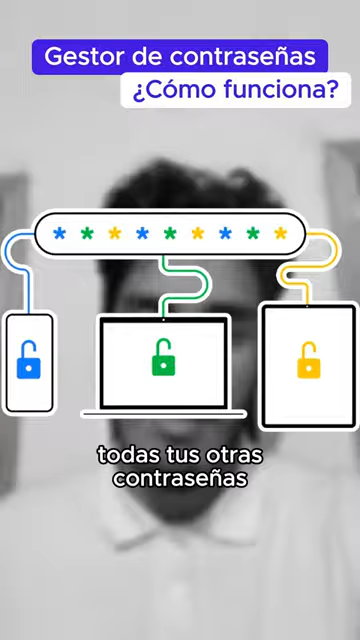 Gestor de contraseñas
¿Cómo funciona?
* * * * * * * * *
todas tus otras
contraseñas